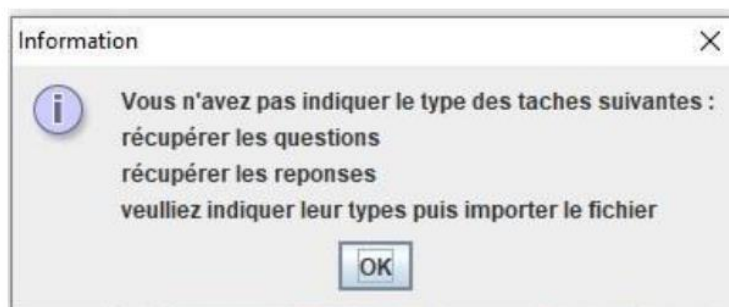 Information
Vous n'avez pas indiquer le type des taches suivantes :
récupérer les questions
récupérer les reponses
veulliez indiquer leur types puis importer le fichier
OK